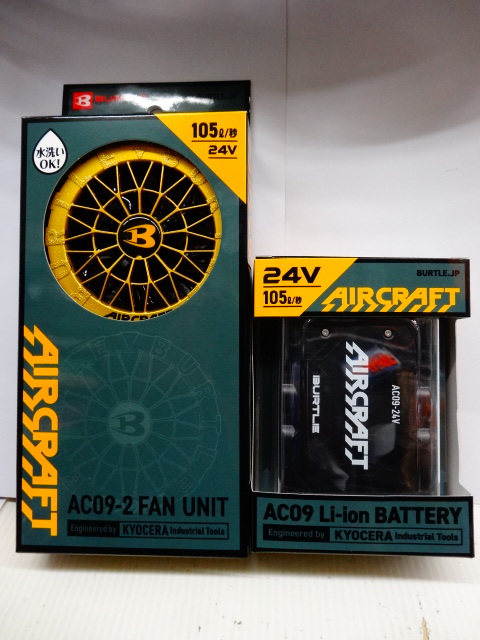 水洗い
OK!
105ℓ/秒
24V
BURTLE
B
AIRCRAFT
AIRCRAFT
AC09-2 FAN UNIT
Engineered by KYOCERA Industrial Tools
24V
105ℓ/秒
BURTLE.JP
AIRCRAFT
AIRCRAFT
BURTLE
AC09-24V
AC09 Li-ion BATTERY
Engineered by KYOCERA Industrial Tools